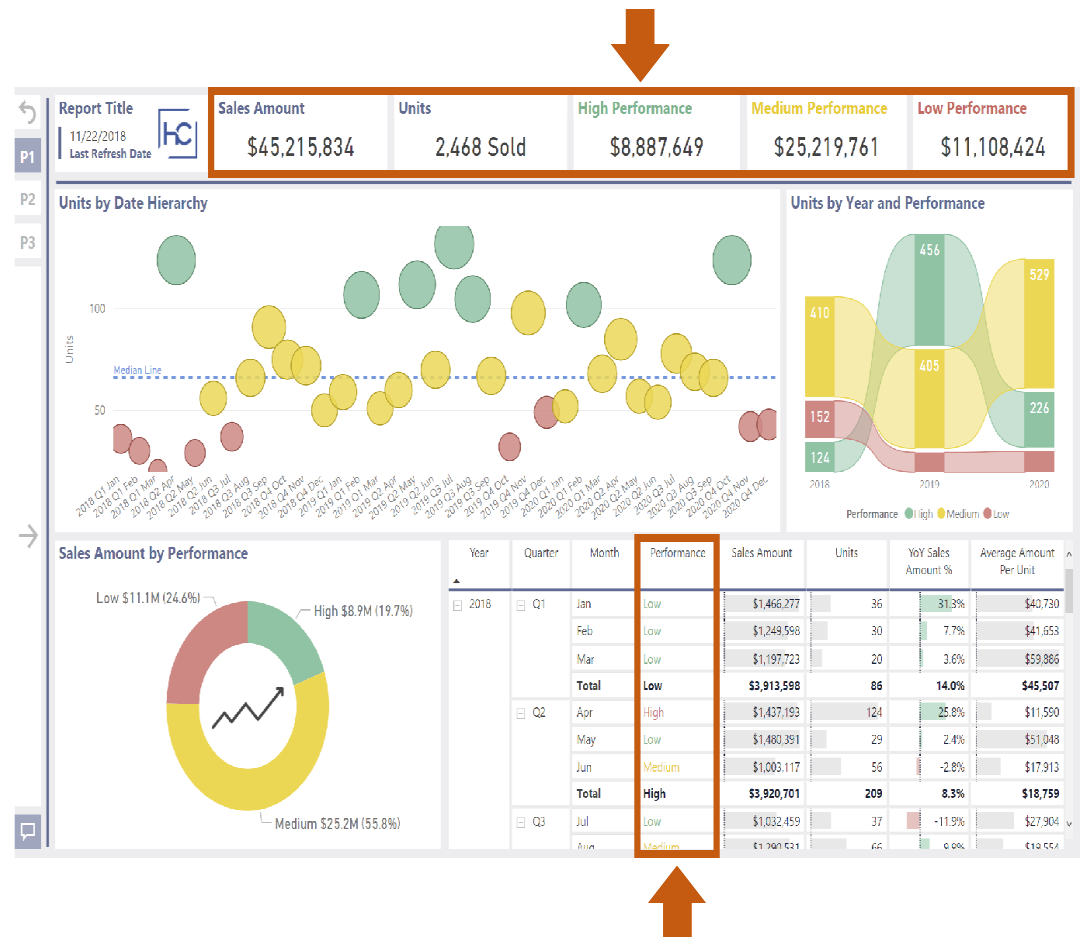 Report Title
11/22/2018
Last Refresh Date
HC
Sales Amount
$45,215,834
Units
2,468 Sold
High Performance
$8,887,649
Medium Performance
$25,219,761
Low Performance
$11,108,424
P1
P2
P3
Units by Date Hierarchy
Units
100
50
Median Line
2018 Q1 Jan
2018 Q1 Feb
2018 Q1 Mar
2018 Q2 Apr
2018 Q2 May
2018 Q2 Jun
2018 Q3 Jul
2018 Q3 Aug
2018 Q3 Sep
2018 Q4 Oct
2018 Q4 Nov
2018 Q4 Dec
2019 Q1 Jan
2019 Q1 Feb
2019 Q1 Mar
2019 Q2 Apr
2019 Q2 May
2019 Q2 Jun
2019 Q3 Jul
2019 Q3 Aug
2019 Q3 Sep
2019 Q4 Oct
2019 Q4 Nov
2019 Q4 Dec
2020 Q1 Jan
2020 Q1 Feb
2020 Q1 Mar
2020 Q2 Apr
2020 Q2 May
2020 Q2 Jun
2020 Q3 Jul
2020 Q3 Aug
2020 Q3 Sep
2020 Q4 Oct
2020 Q4 Nov
2020 Q4 Dec
Units by Year and Performance
410
152
124
456
405
529
226
2018 2019 2020
Performance High Medium Low
Sales Amount by Performance
Low $11.1M (24.6%)
High $8.9M (19.7%)
Medium $25.2M (55.8%)
Year Quarter Month Performance Sales Amount Units YoY Sales Amount % Average Amount Per Unit
2018 Q1 Jan Low $1,466,277 36 31.3% $40,730
Feb Low $1,249,598 30 7.7% $41,653
Mar Low $1,197,723 20 3.6% $59,886
Total Low $3,913,598 86 14.0% $45,507
Q2 Apr High $1,437,193 124 25.8% $11,590
May Low $1,480,391 29 2.4% $51,048
Jun Medium $1,003,117 56 -2.8% $17,913
Total High $3,920,701 209 8.3% $18,759
Q3 Jul Low $1,032,459 37 -11.9% $27,904
Aug Medium $1,290,531 66 9.9% $19,554